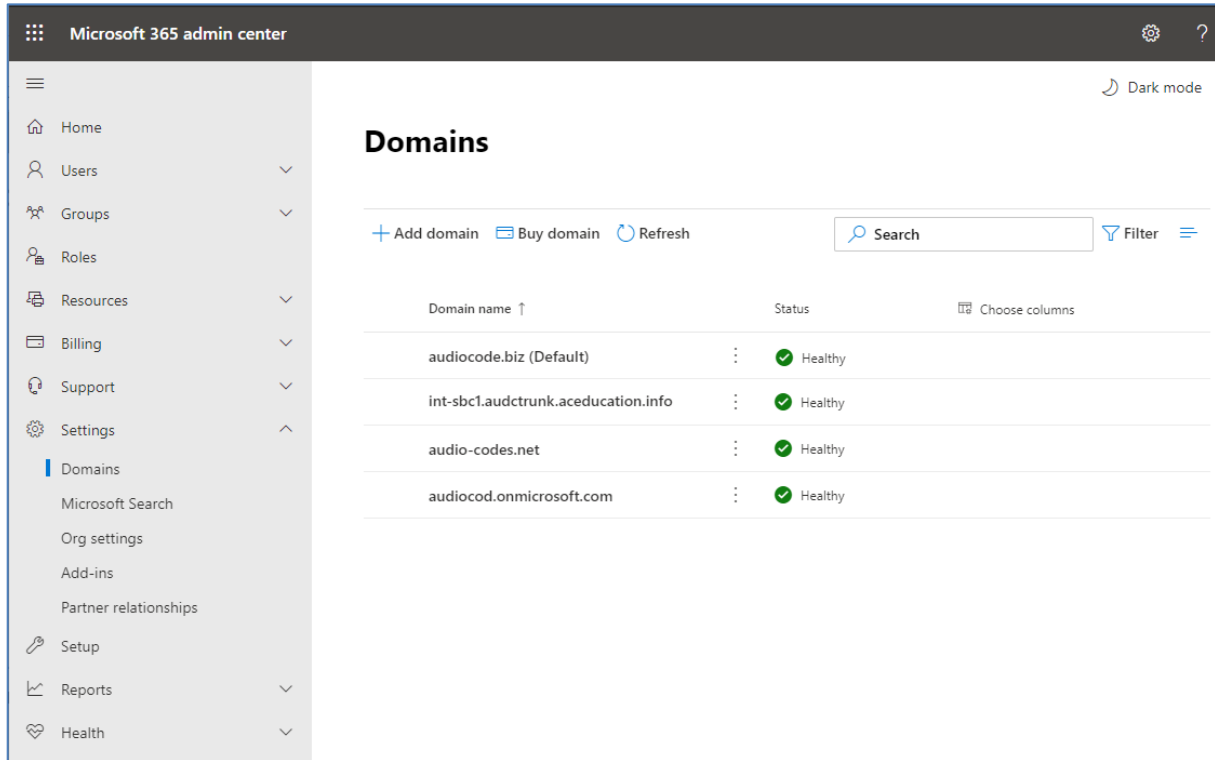 Microsoft 365 admin center
?
Dark mode
Home
Users
Groups
Roles
Resources
Billing
Support
Settings
Domains
Microsoft Search
Org settings
Add-ins
Partner relationships
Setup
Reports
Health
Domains
Add domain Buy domain Refresh Search Filter
Domain name ↑ Status Choose columns
audiocode.biz (Default) Healthy
int-sbc1.audctrunk.aceducation.info Healthy
audio-codes.net Healthy
audiocod.onmicrosoft.com Healthy